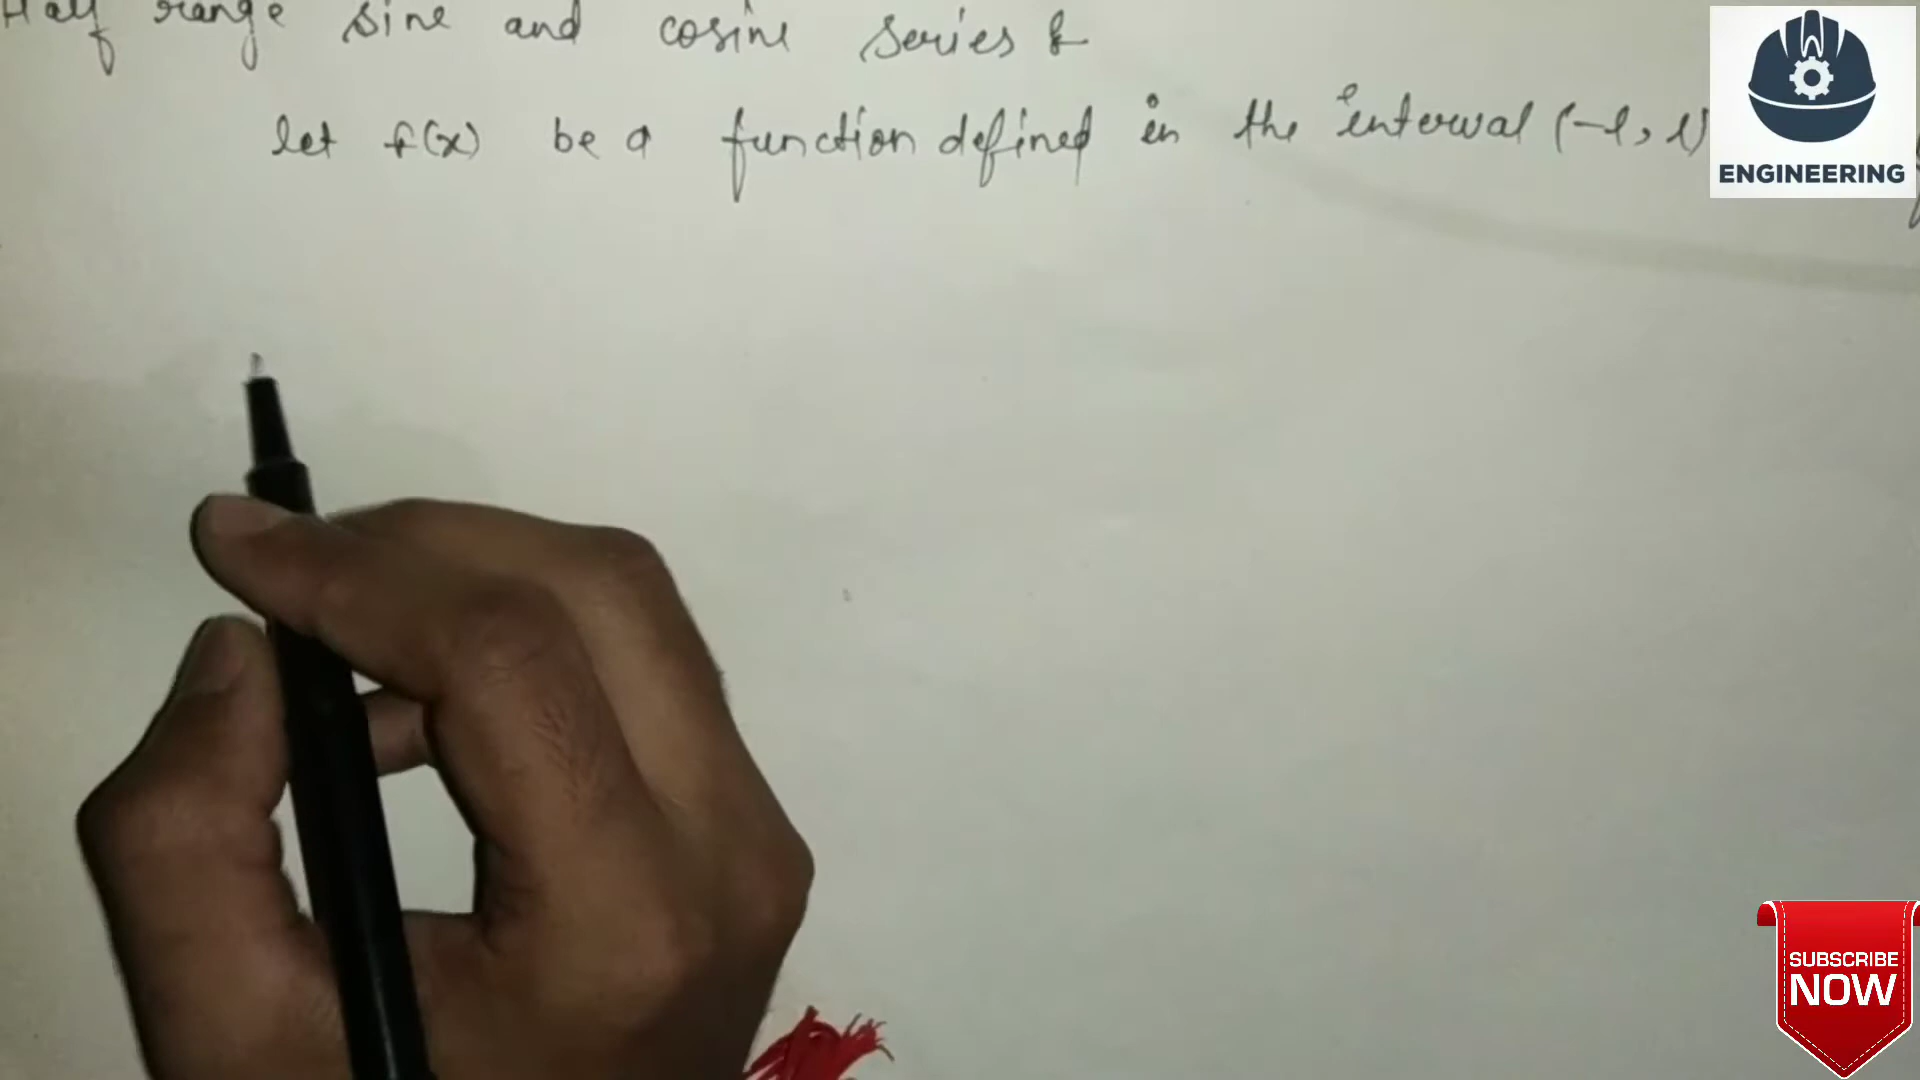 Half range sine and cosine series
let f(x) be a function defined in the interval (-l, l)
ENGINEERING
SUBSCRIBE
NOW